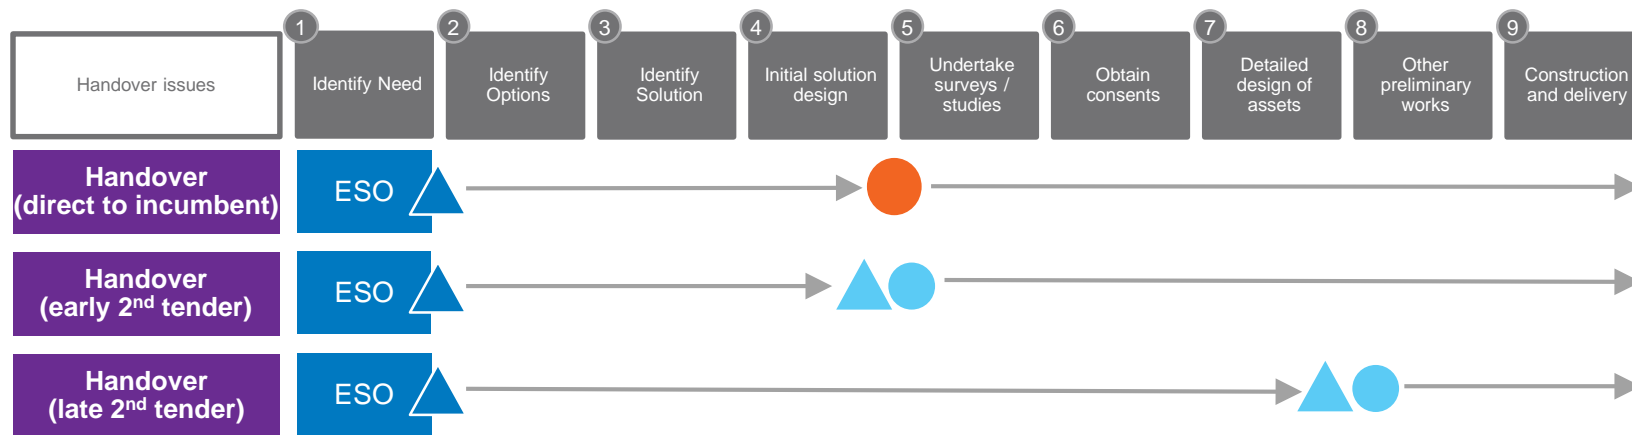 1
2
3
4
5
6
7
8
9
Handover issues
Identify Need
Identify
Options
Identify
Solution
Initial solution
design
Undertake
surveys /
studies
Obtain
consents
Detailed
design of
assets
Other
preliminary
works
Construction
and delivery
Handover
(direct to incumbent)
ESO
Handover
(early 2nd tender)
ESO
Handover
(late 2nd tender)
ESO